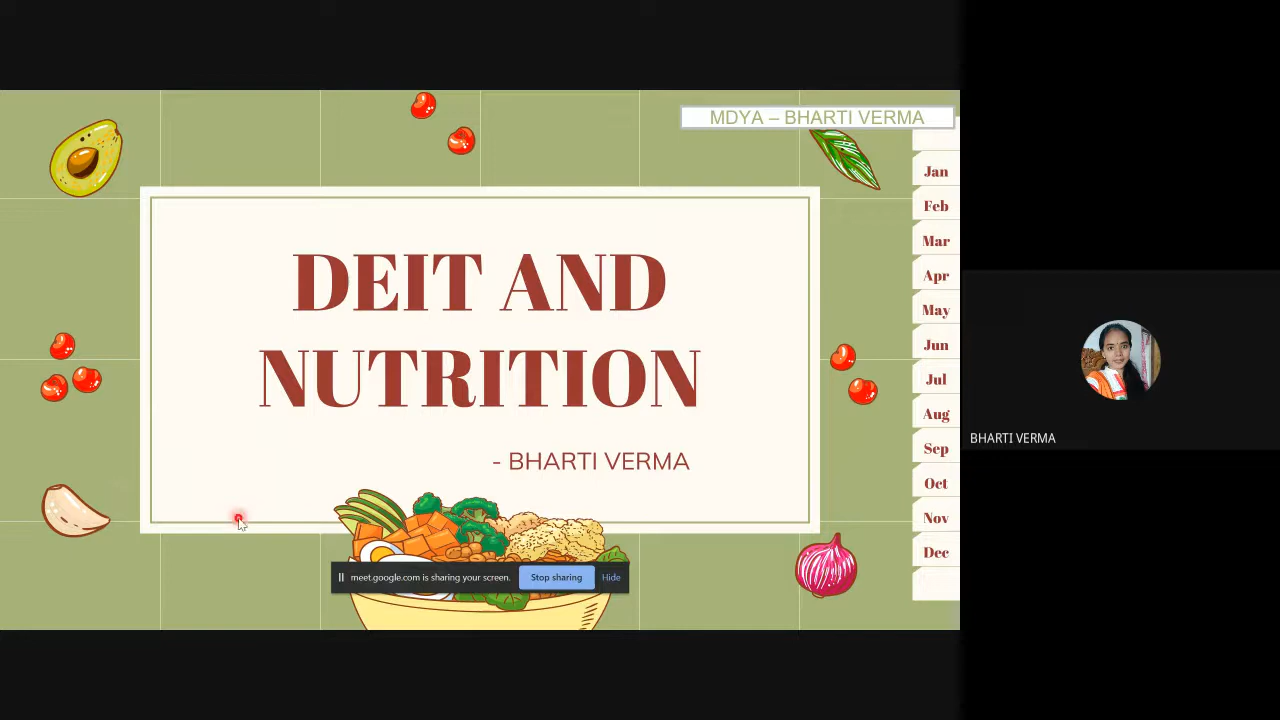 MDYA – BHARTI VERMA
DEIT AND
NUTRITION
- BHARTI VERMA
Jan
Feb
Mar
Apr
May
Jun
Jul
Aug
Sep
Oct
Nov
Dec
meet.google.com is sharing your screen.
Stop sharing
Hide
BHARTI VERMA